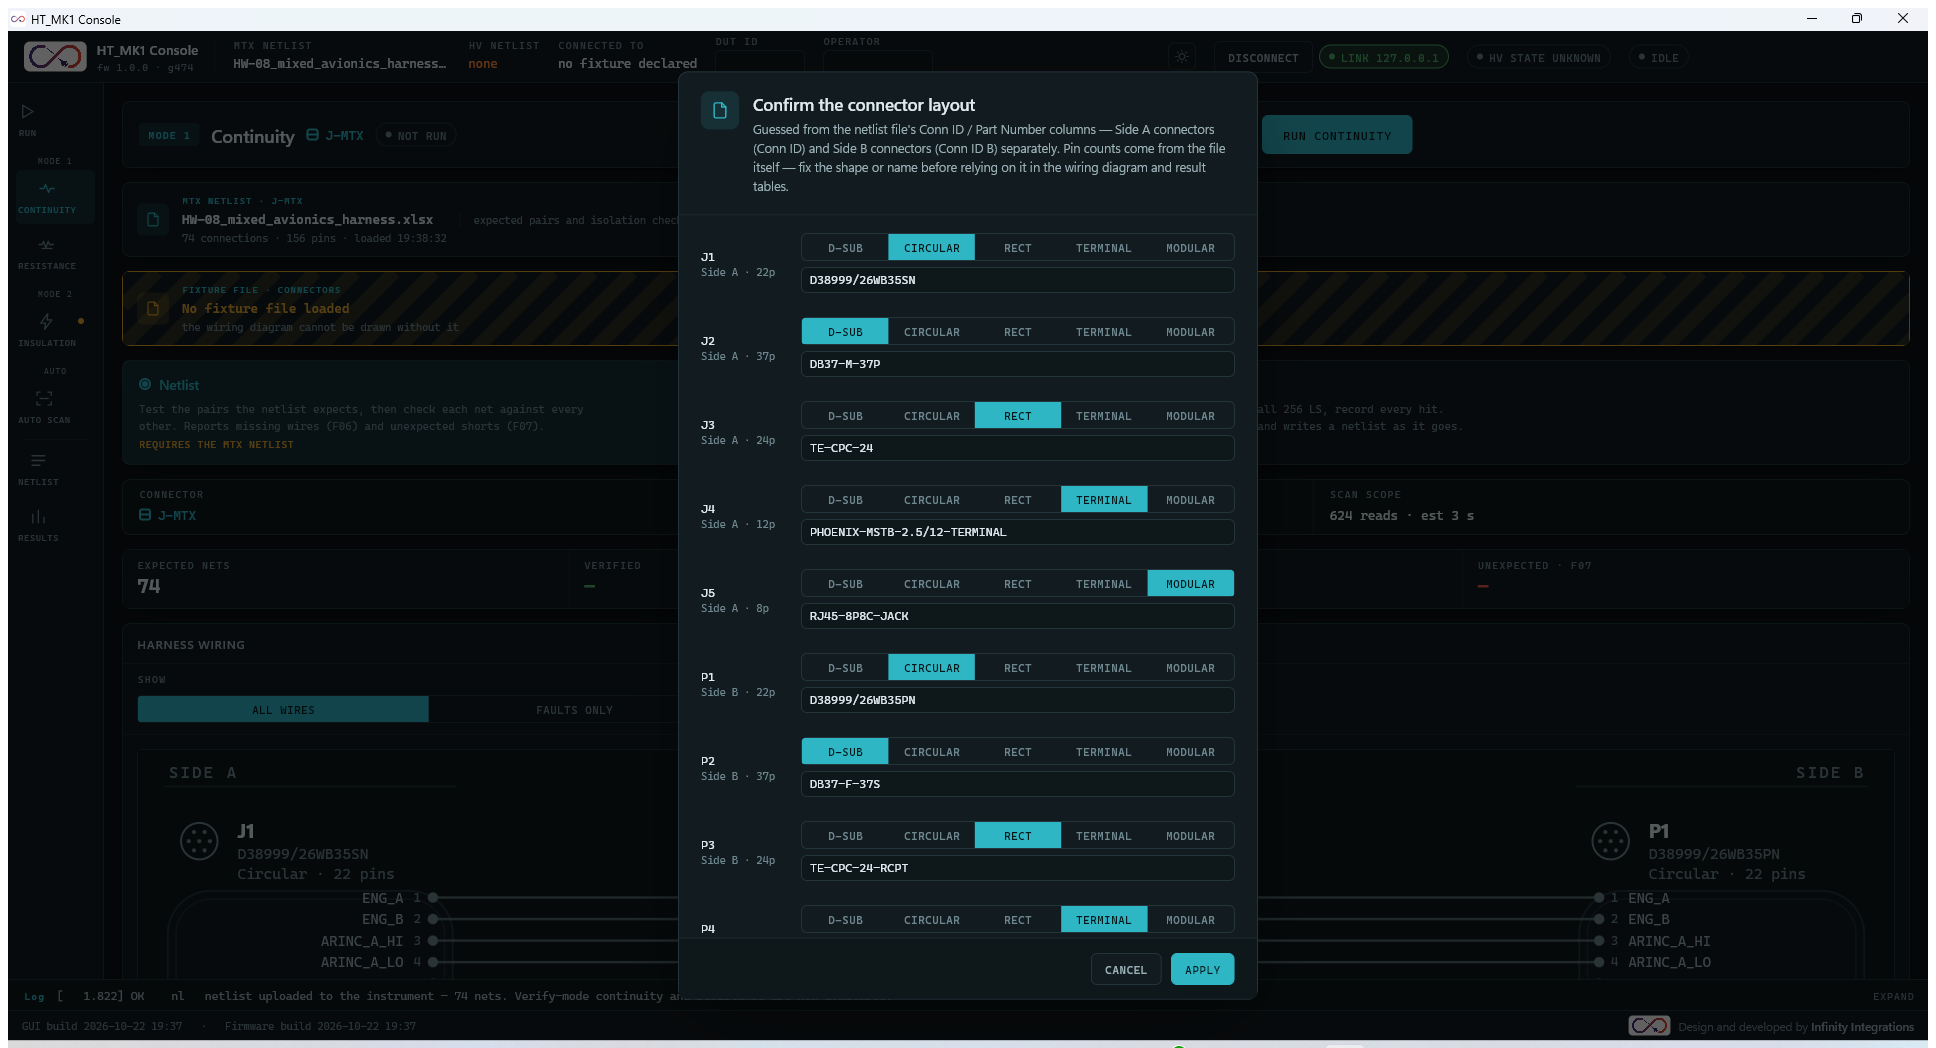 HT_MK1 Console
HT_MK1 Console
fw 1.0.0 · g474
MTX NETLIST
HW-08_mixed_avionics_harness…
HV NETLIST
none
CONNECTED TO
no fixture declared
DUT ID
OPERATOR
DISCONNECT
LINK 127.0.0.1
HV STATE UNKNOWN
IDLE
RUN
MODE 1
CONTINUITY
RESISTANCE
MODE 2
INSULATION
AUTO
AUTO SCAN
NETLIST
RESULTS
MODE 1
Continuity
J-MTX
NOT RUN
RUN CONTINUITY
MTX NETLIST · J-MTX
HW-08_mixed_avionics_harness.xlsx
74 connections · 156 pins · loaded 19:38:32
expected pairs and isolation chec
FIXTURE FILE · CONNECTORS
No fixture file loaded
the wiring diagram cannot be drawn without it
Netlist
Test the pairs the netlist expects, then check each net against every
other. Reports missing wires (F06) and unexpected shorts (F07).
REQUIRES THE MTX NETLIST
all 256 LS, record every hit.
and writes a netlist as it goes.
CONNECTOR
J-MTX
SCAN SCOPE
624 reads · est 3 s
EXPECTED NETS
74
VERIFIED
—
UNEXPECTED · F07
—
HARNESS WIRING
SHOW
ALL WIRES
FAULTS ONLY
SIDE A
J1
D38999/26WB35SN
Circular · 22 pins
ENG_A 1
ENG_B 2
ARINC_A_HI 3
ARINC_A_LO 4
SIDE B
P1
D38999/26WB35PN
Circular · 22 pins
1 ENG_A
2 ENG_B
3 ARINC_A_HI
4 ARINC_A_LO
Confirm the connector layout
Guessed from the netlist file's Conn ID / Part Number columns — Side A connectors
(Conn ID) and Side B connectors (Conn ID B) separately. Pin counts come from the file
itself — fix the shape or name before relying on it in the wiring diagram and result
tables.
J1
Side A · 22p
D-SUB CIRCULAR RECT TERMINAL MODULAR
D38999/26WB35SN
J2
Side A · 37p
D-SUB CIRCULAR RECT TERMINAL MODULAR
DB37-M-37P
J3
Side A · 24p
D-SUB CIRCULAR RECT TERMINAL MODULAR
TE-CPC-24
J4
Side A · 12p
D-SUB CIRCULAR RECT TERMINAL MODULAR
PHOENIX-MSTB-2.5/12-TERMINAL
J5
Side A · 8p
D-SUB CIRCULAR RECT TERMINAL MODULAR
RJ45-8P8C-JACK
P1
Side B · 22p
D-SUB CIRCULAR RECT TERMINAL MODULAR
D38999/26WB35PN
P2
Side B · 37p
D-SUB CIRCULAR RECT TERMINAL MODULAR
DB37-F-37S
P3
Side B · 24p
D-SUB CIRCULAR RECT TERMINAL MODULAR
TE-CPC-24-RCPT
P4
D-SUB CIRCULAR RECT TERMINAL MODULAR
CANCEL
APPLY
Log [ 1.822] OK nl netlist uploaded to the instrument — 74 nets. Verify-mode continuity an
EXPAND
GUI build 2026-10-22 19:37 · Firmware build 2026-10-22 19:37
Design and developed by Infinity Integrations